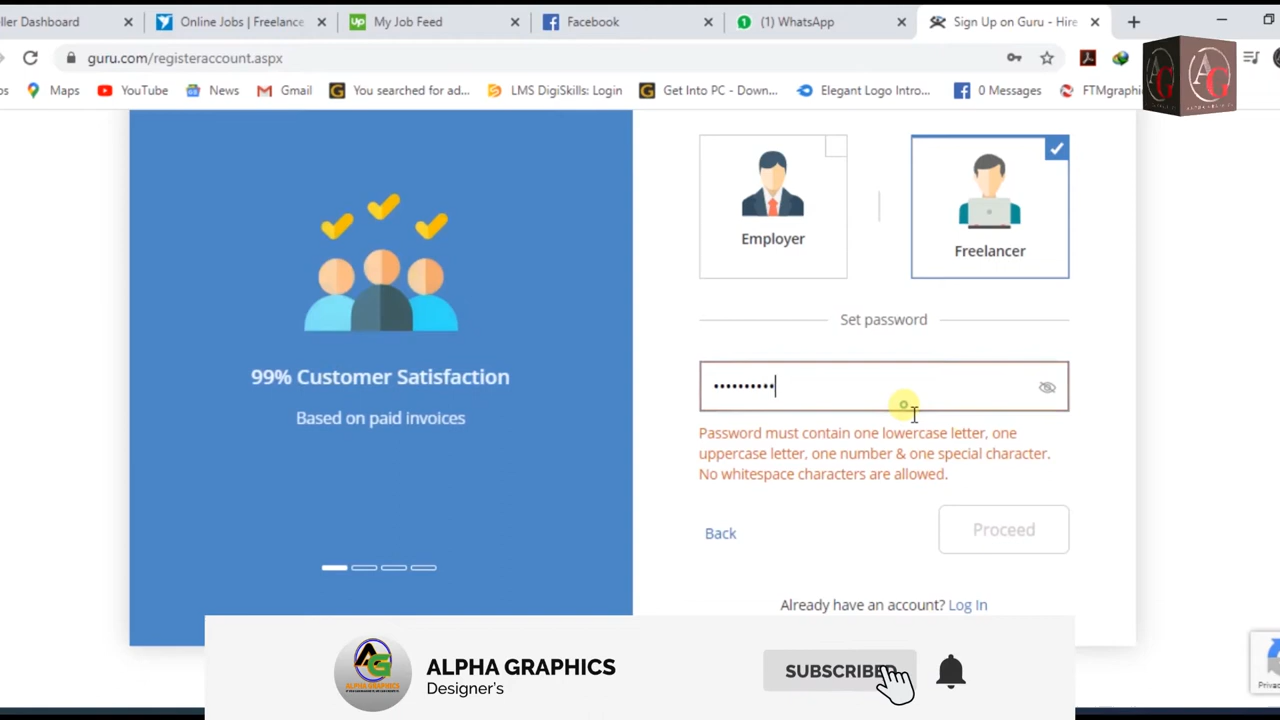 ller Dashboard
Online Jobs | Freelance
My Job Feed
Facebook
(1) WhatsApp
Sign Up on Guru - Hire
guru.com/registeraccount.aspx
Maps
YouTube
News
Gmail
You searched for ad...
LMS DigiSkills: Login
Get Into PC - Down...
Elegant Logo Intro...
0 Messages
FTMgraphi
AG
Employer
Freelancer
Set password
99% Customer Satisfaction
Based on paid invoices
••••••••••
Password must contain one lowercase letter, one
uppercase letter, one number & one special character.
No whitespace characters are allowed.
Back
Proceed
Already have an account? Log In
ALPHA GRAPHICS
Designer's
SUBSCRIBED
Privac